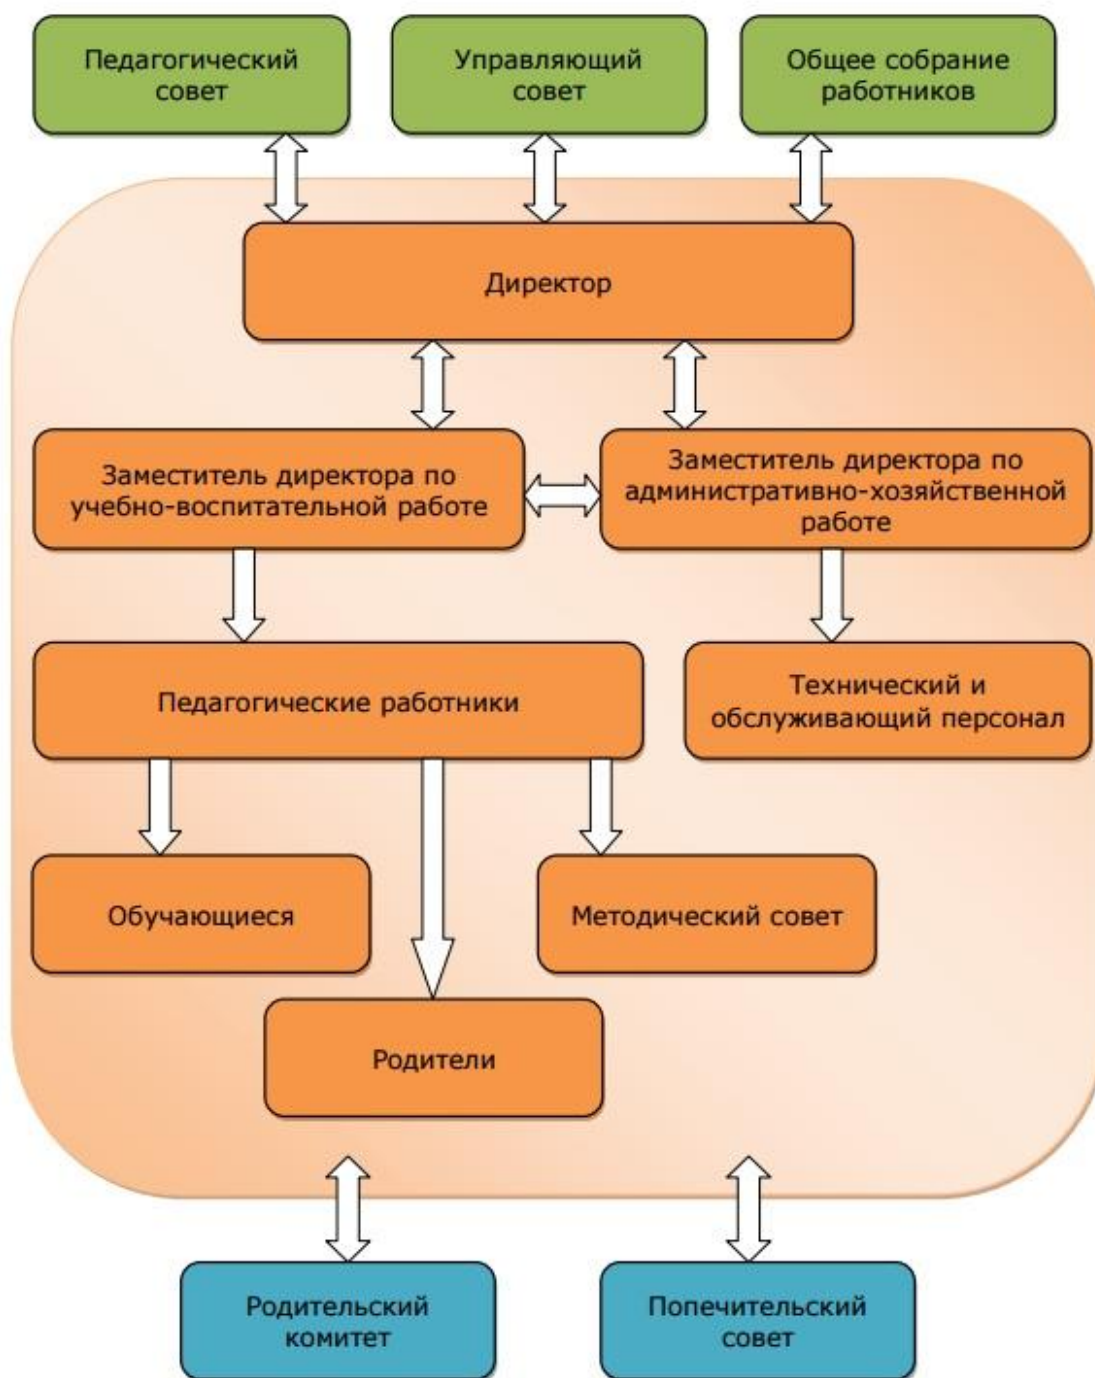 Педагогический
совет
Управляющий
совет
Общее собрание
работников
Директор
Заместитель директора по
учебно-воспитательной работе
Заместитель директора по
административно-хозяйственной
работе
Педагогические работники
Технический и
обслуживающий персонал
Обучающиеся
Методический совет
Родители
Родительский
комитет
Попечительский
совет